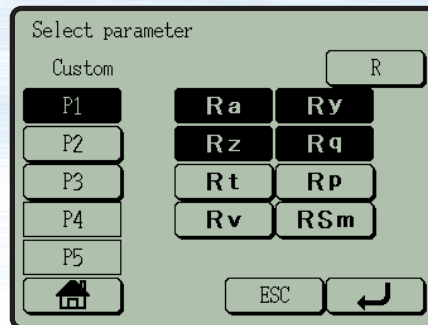 Select parameter
Custom R
P1 Ra Ry
P2 Rz Rq
P3 Rt Rp
P4 Rv RSm
P5
ESC